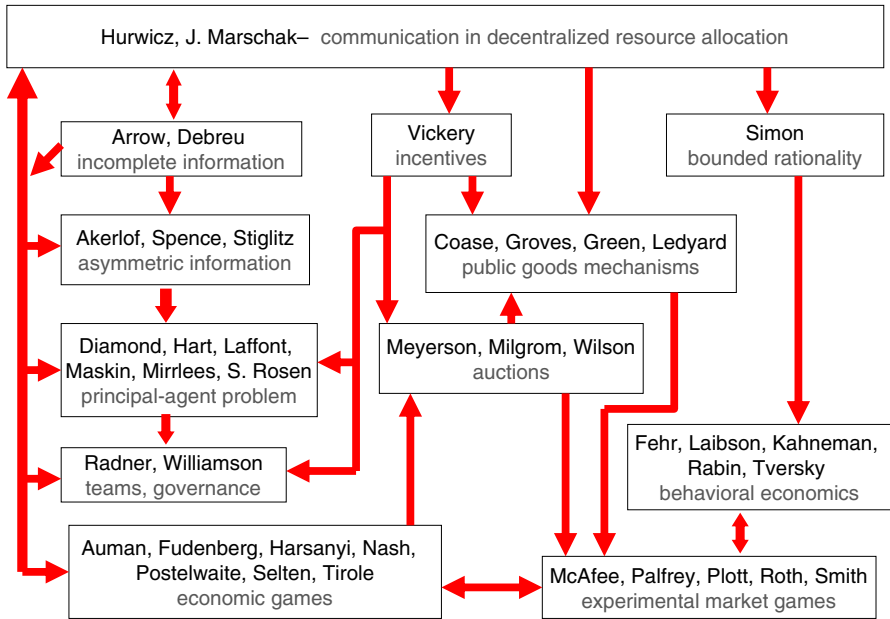 Hurwicz, J. Marschak– communication in decentralized resource allocation
Arrow, Debreu
incomplete information
Vickery
incentives
Simon
bounded rationality
Akerlof, Spence, Stiglitz
asymmetric information
Coase, Groves, Green, Ledyard
public goods mechanisms
Diamond, Hart, Laffont,
Maskin, Mirrlees, S. Rosen
principal-agent problem
Meyerson, Milgrom, Wilson
auctions
Radner, Williamson
teams, governance
Fehr, Laibson, Kahneman,
Rabin, Tversky
behavioral economics
Auman, Fudenberg, Harsanyi, Nash,
Postelwaite, Selten, Tirole
economic games
McAfee, Palfrey, Plott, Roth, Smith
experimental market games